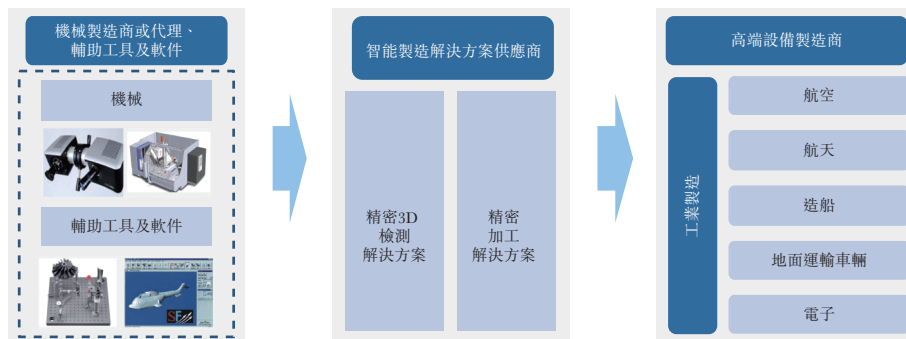 機械製造商或代理、
輔助工具及軟件
機械
輔助工具及軟件
SF
智能製造解決方案供應商
精密3D
檢測
解決方案
精密
加工
解決方案
高端設備製造商
工業製造
航空
航天
造船
地面運輸車輛
電子